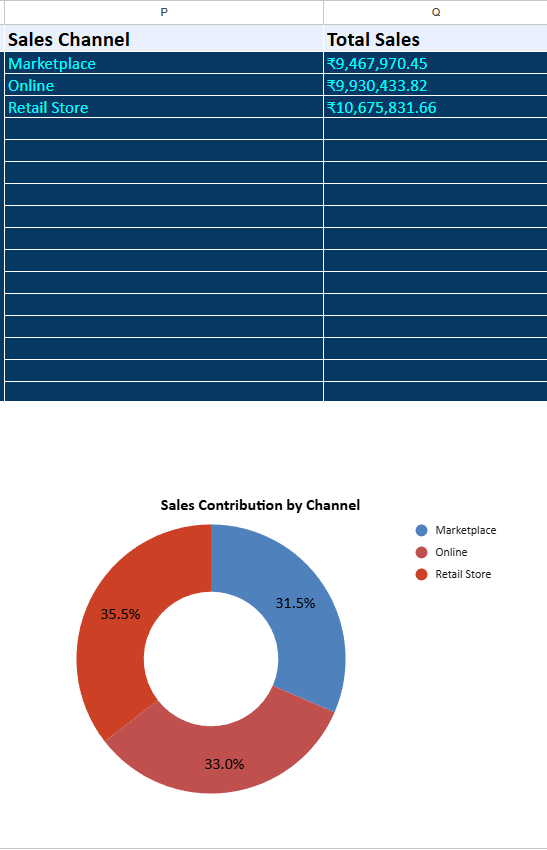 P Q
Sales Channel Total Sales
Marketplace ₹9,467,970.45
Online ₹9,930,433.82
Retail Store ₹10,675,831.66
Sales Contribution by Channel
Marketplace
Online
Retail Store
31.5%
35.5%
33.0%